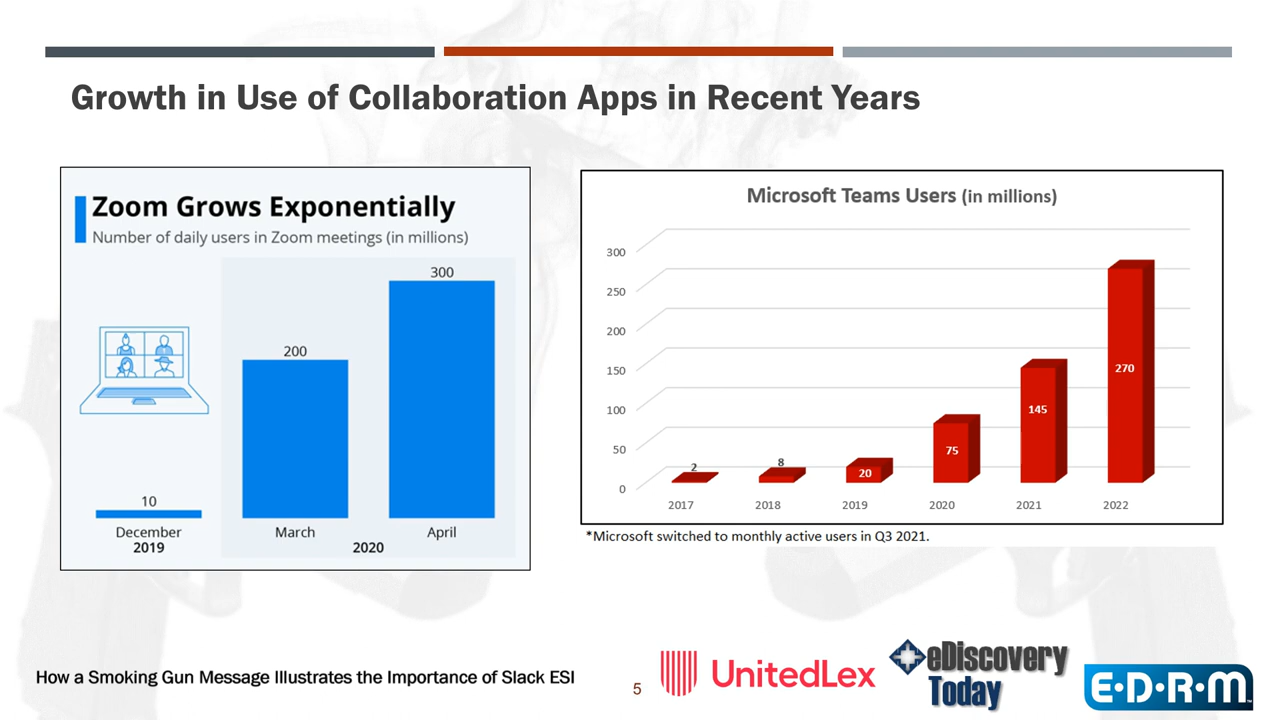 Growth in Use of Collaboration Apps in Recent Years
Zoom Grows Exponentially
Number of daily users in Zoom meetings (in millions)
300
200
10
December
March
April
2019
2020
Microsoft Teams Users (in millions)
300
250
200
150
100
50
0
2
8
20
75
145
270
2017
2018
2019
2020
2021
2022
*Microsoft switched to monthly active users in Q3 2021.
How a Smoking Gun Message Illustrates the Importance of Slack ESI
5
UnitedLex
eDiscovery
Today
E·D·R·M